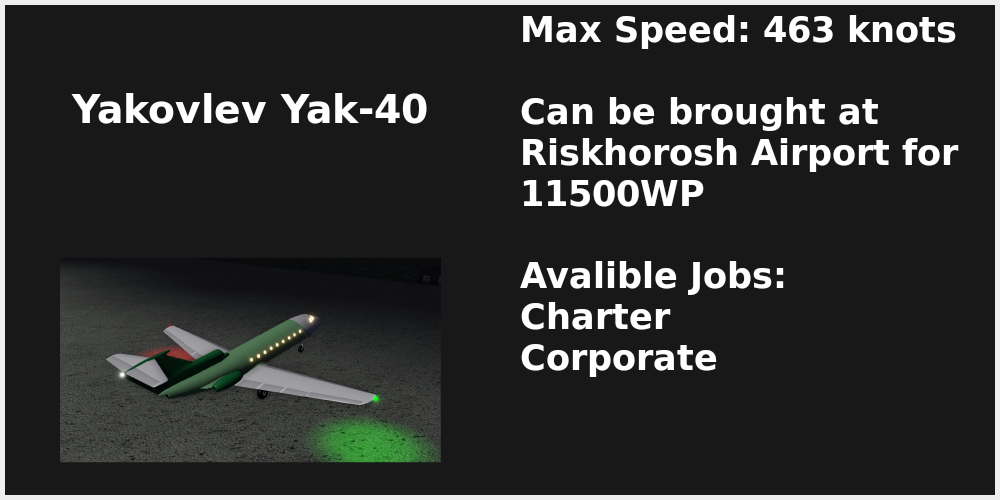 Yakovlev Yak-40
Max Speed: 463 knots
Can be brought at
Riskhorosh Airport for
11500WP
Avalible Jobs:
Charter
Corporate